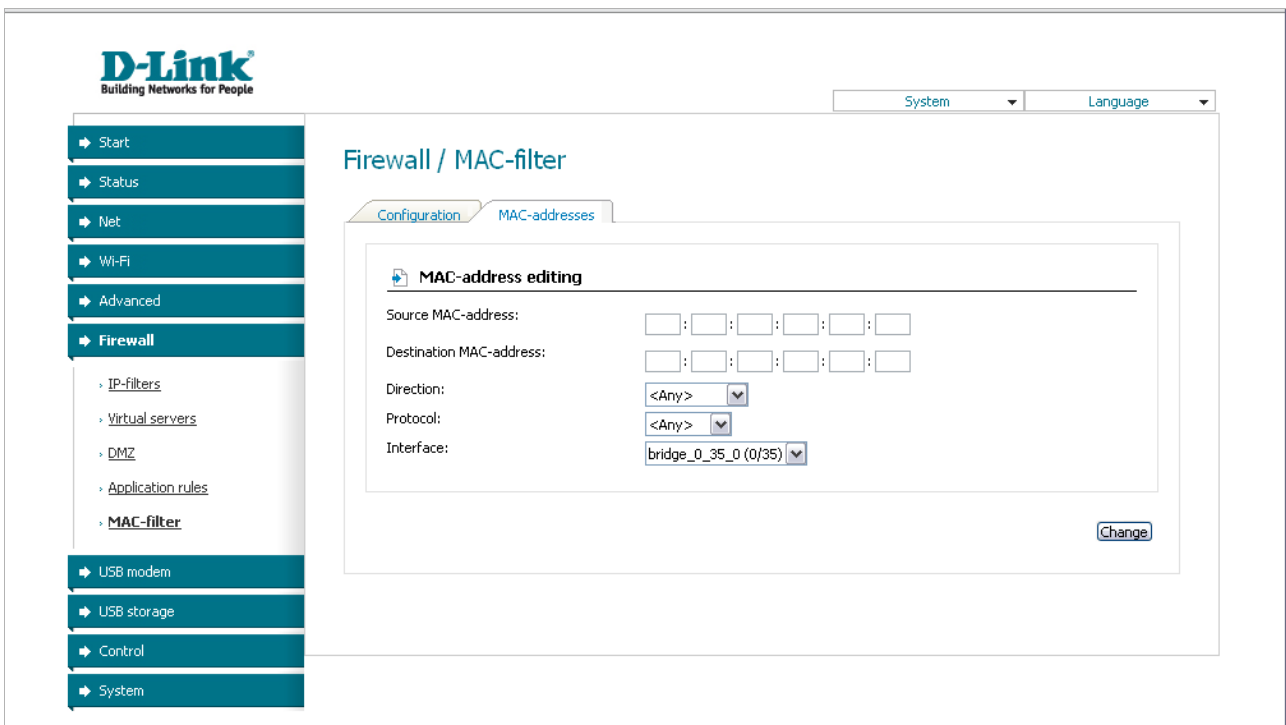 D-Link
Building Networks for People
System
Language
Start
Status
Net
Wi-Fi
Advanced
Firewall
IP-filters
Virtual servers
DMZ
Application rules
MAC-filter
USB modem
USB storage
Control
System
Firewall / MAC-filter
Configuration
MAC-addresses
MAC-address editing
Source MAC-address:
: : : : :
Destination MAC-address:
: : : : :
Direction:
<Any>
Protocol:
<Any>
Interface:
bridge_0_35_0 (0/35)
Change